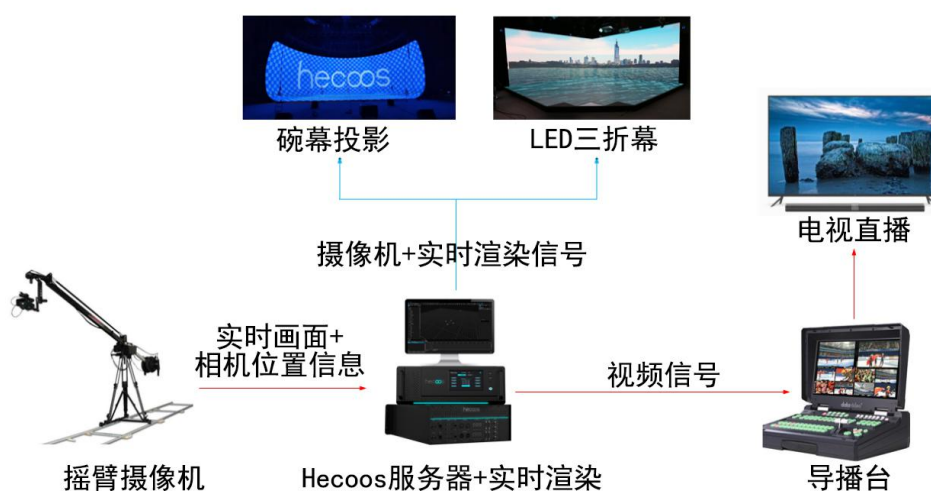 hecoos
碗幕投影
LED三折幕
电视直播
摄像机+实时渲染信号
实时画面+
相机位置信息
视频信号
hecoos
摇臂摄像机
Hecoos服务器+实时渲染
导播台